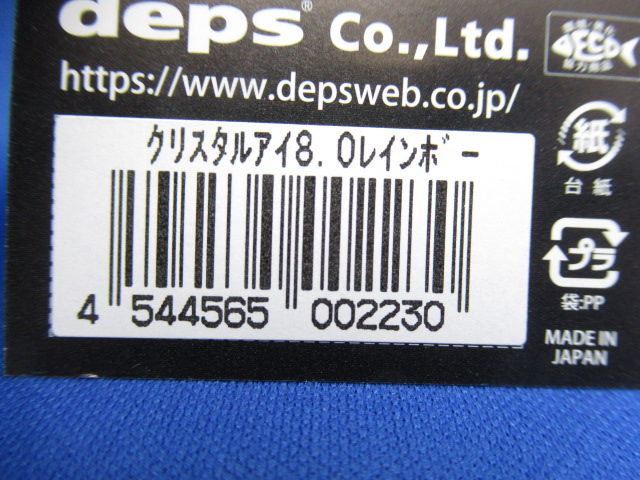 deps® Co.,Ltd.
https://www.depsweb.co.jp/
ECO
クリスタルアイ8.0レインボー
4 544565 002230
紙
台紙
プラ
袋:PP
MADE IN
JAPAN